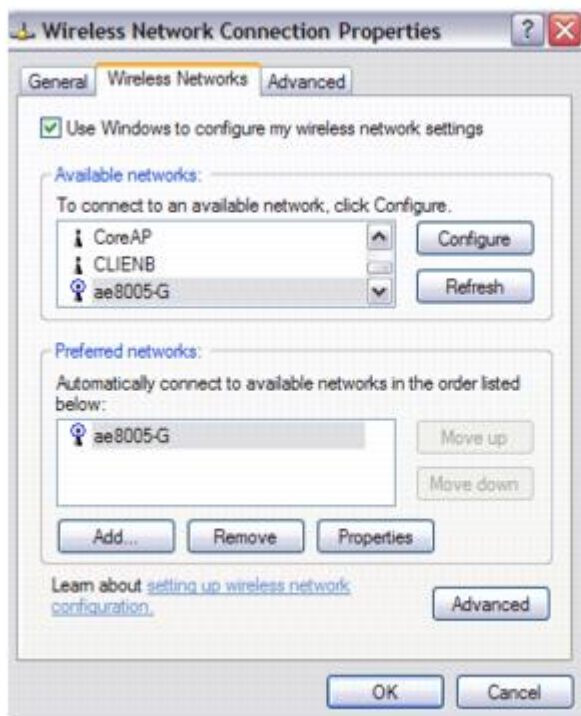 Wireless Network Connection Properties
General Wireless Networks Advanced
Use Windows to configure my wireless network settings
Available networks:
To connect to an available network, click Configure.
CoreAP
CLIENB
ae8005-G
Configure
Refresh
Preferred networks:
Automatically connect to available networks in the order listed
below:
ae8005-G
Move up
Move down
Add... Remove Properties
Learn about setting up wireless network
configuration.
Advanced
OK Cancel